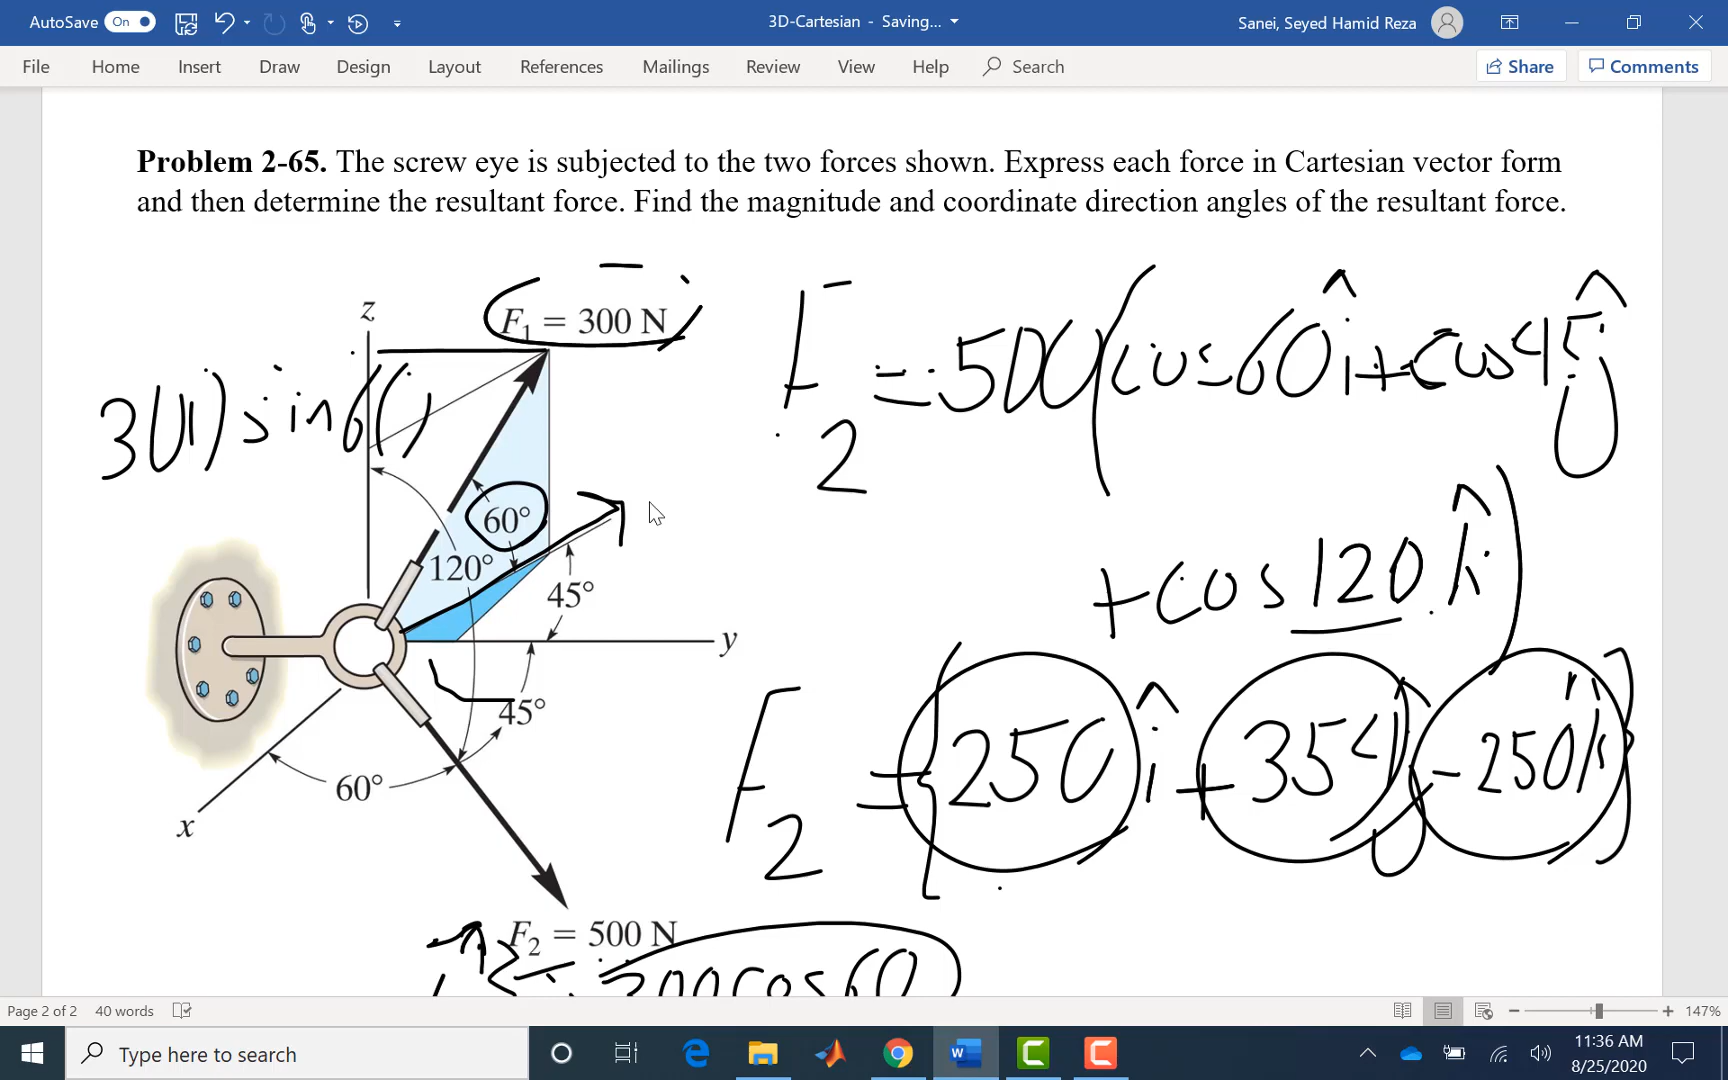 AutoSave On
3D-Cartesian - Saving...
Sanei, Seyed Hamid Reza
File Home Insert Draw Design Layout References Mailings Review View Help Search
Share Comments
Problem 2-65. The screw eye is subjected to the two forces shown. Express each force in Cartesian vector form
and then determine the resultant force. Find the magnitude and coordinate direction angles of the resultant force.
z
F₁ = 300 N
300 sin 60
60°
120°
45°
y
45°
60°
x
F₂ = 500 N
F₂ = 500(cos60 î + cos45 ĵ
+ cos 120 k̂)
F₂ = {250 î + 354 ĵ - 250 k̂}
300 cos 60
Page 2 of 2 40 words
147%
Type here to search
11:36 AM
8/25/2020